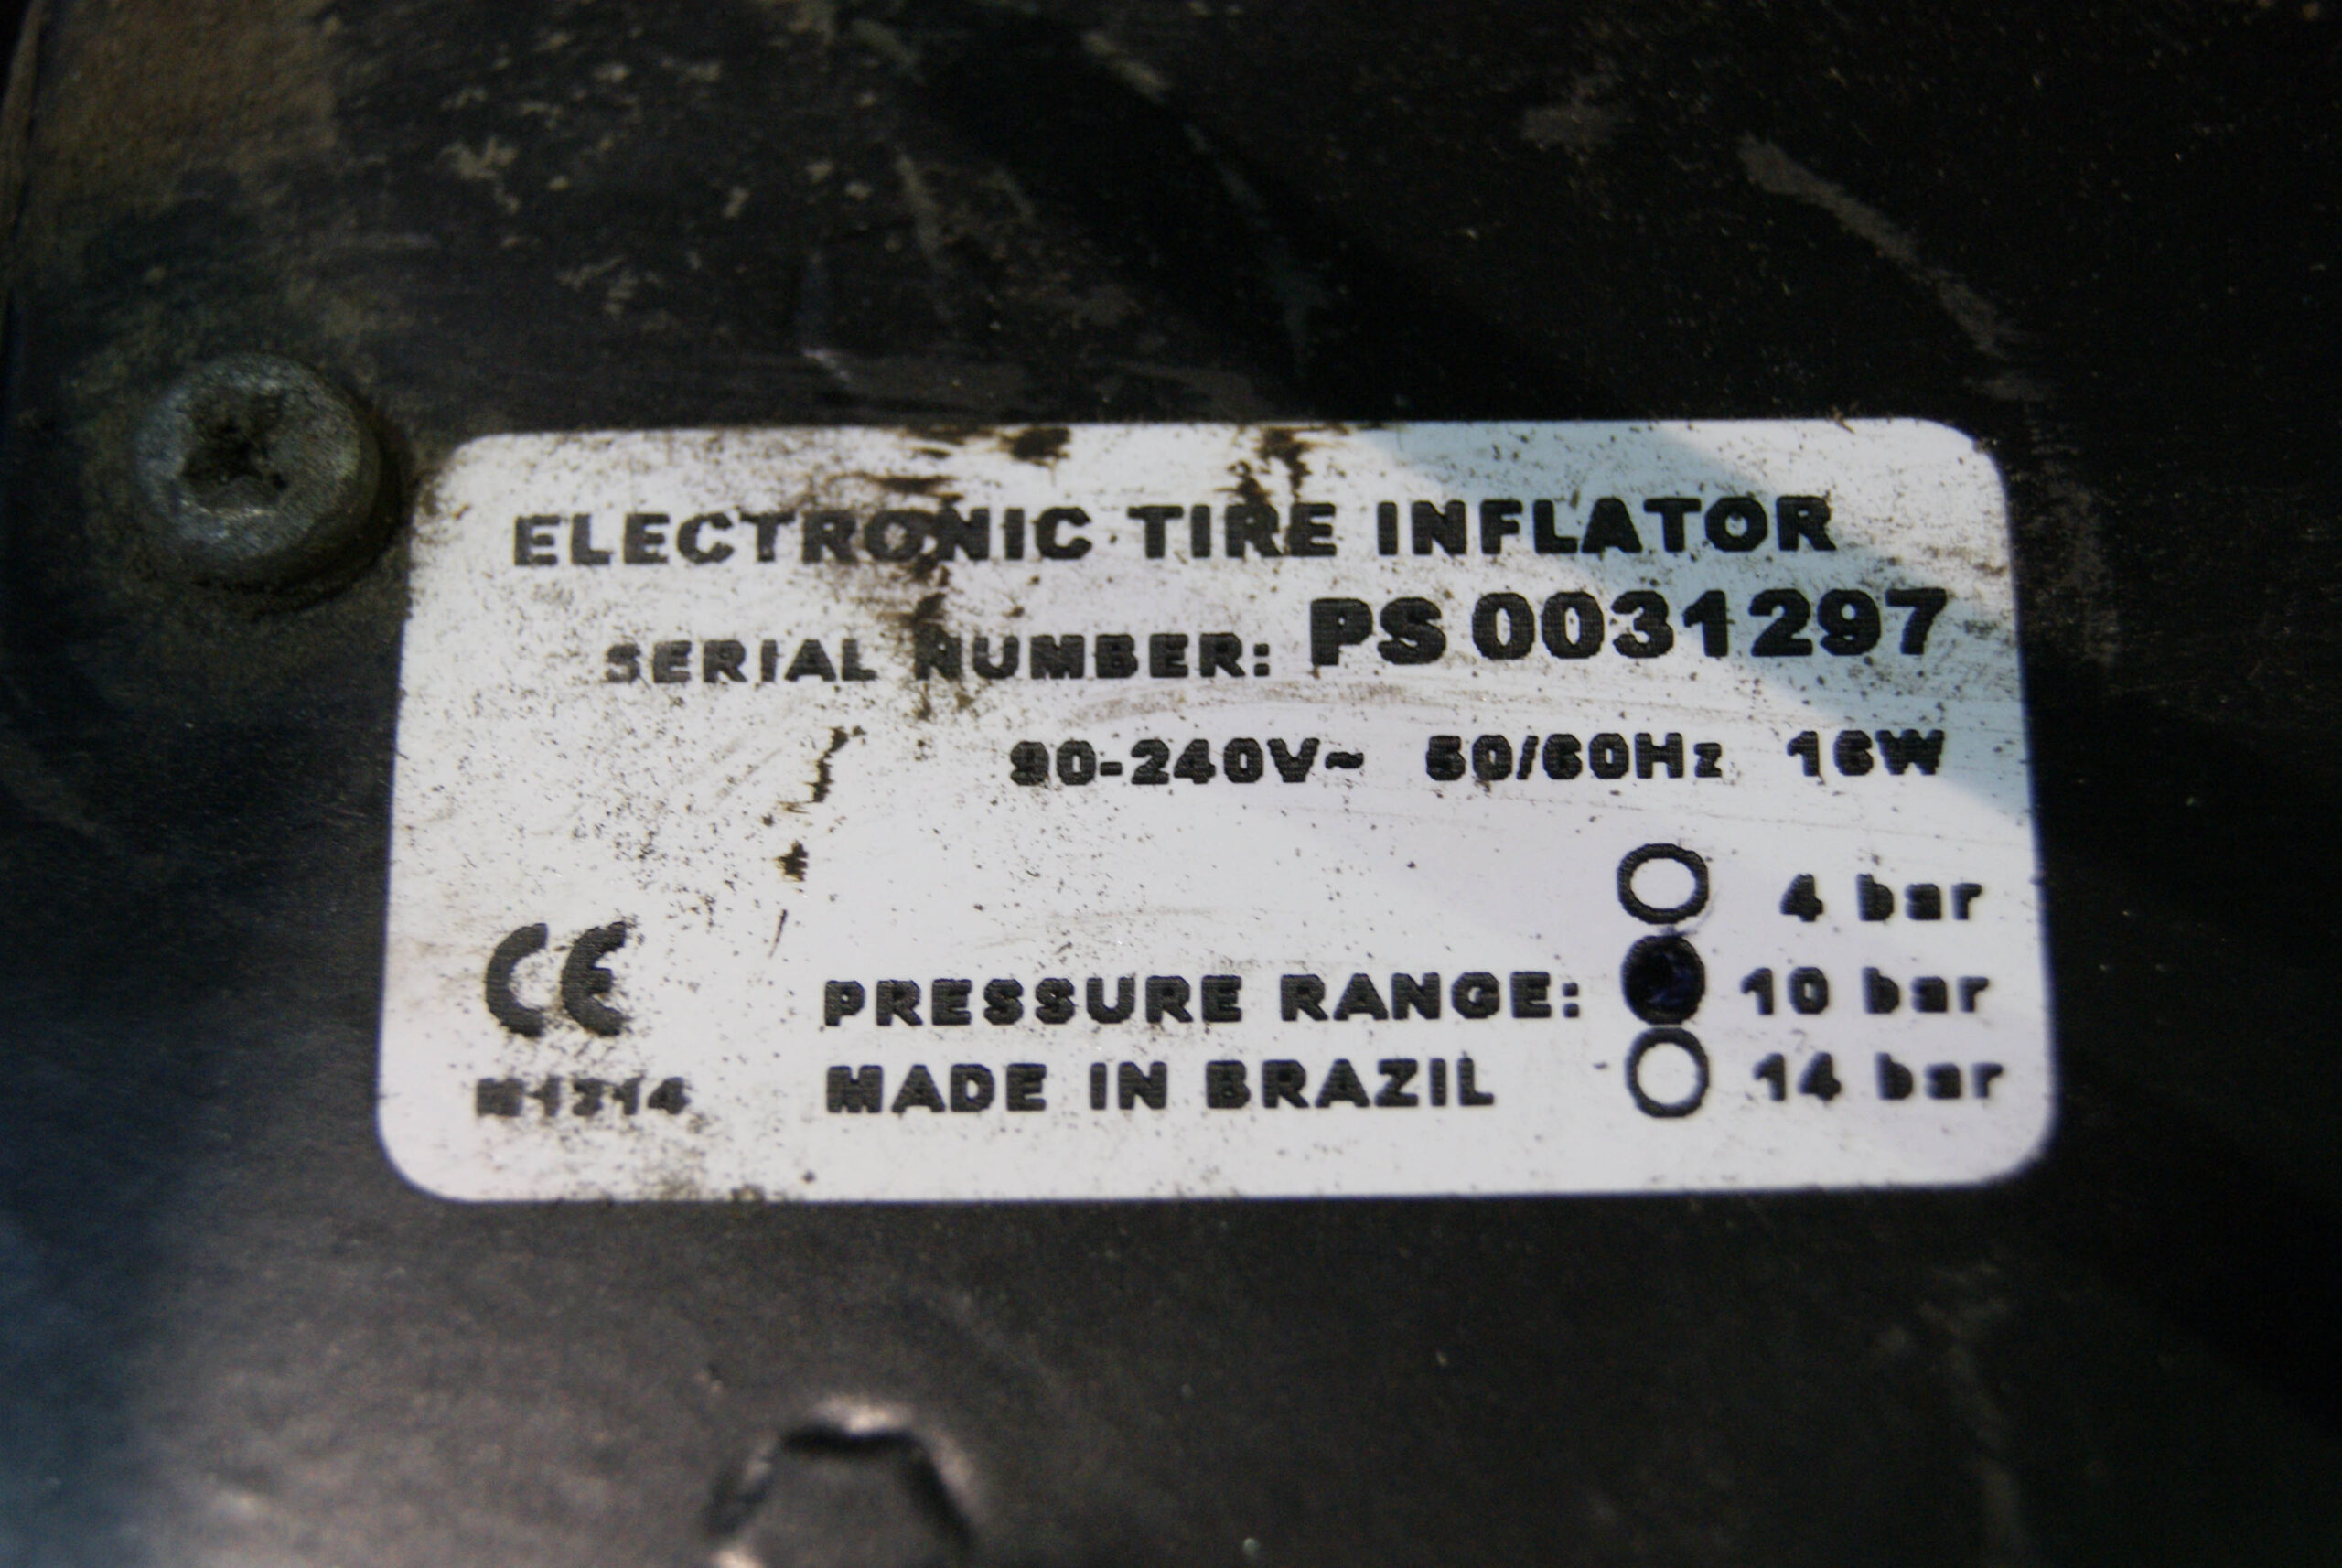 ELECTRONIC TIRE INFLATOR
SERIAL NUMBER: PS 0031297
90-240V~ 50/60Hz 16W
4 bar
CE PRESSURE RANGE: 10 bar
MADE IN BRAZIL 14 bar